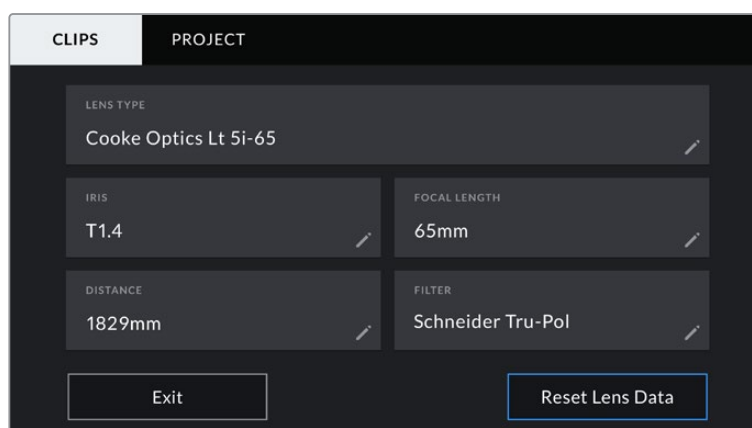 CLIPS PROJECT
LENS TYPE
Cooke Optics Lt 5i-65
IRIS
T1.4
FOCAL LENGTH
65mm
DISTANCE
1829mm
FILTER
Schneider Tru-Pol
Exit
Reset Lens Data